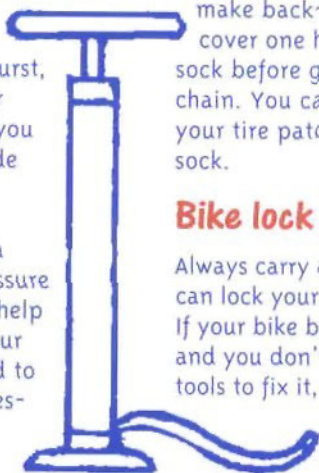 urst,
r
you
de
ssure
help
ur
d to
es-
make back-
cover one h
sock before g
chain. You ca
your tire patc
sock.
Bike lock
Always carry a
can lock your
If your bike b
and you don'
tools to fix it,